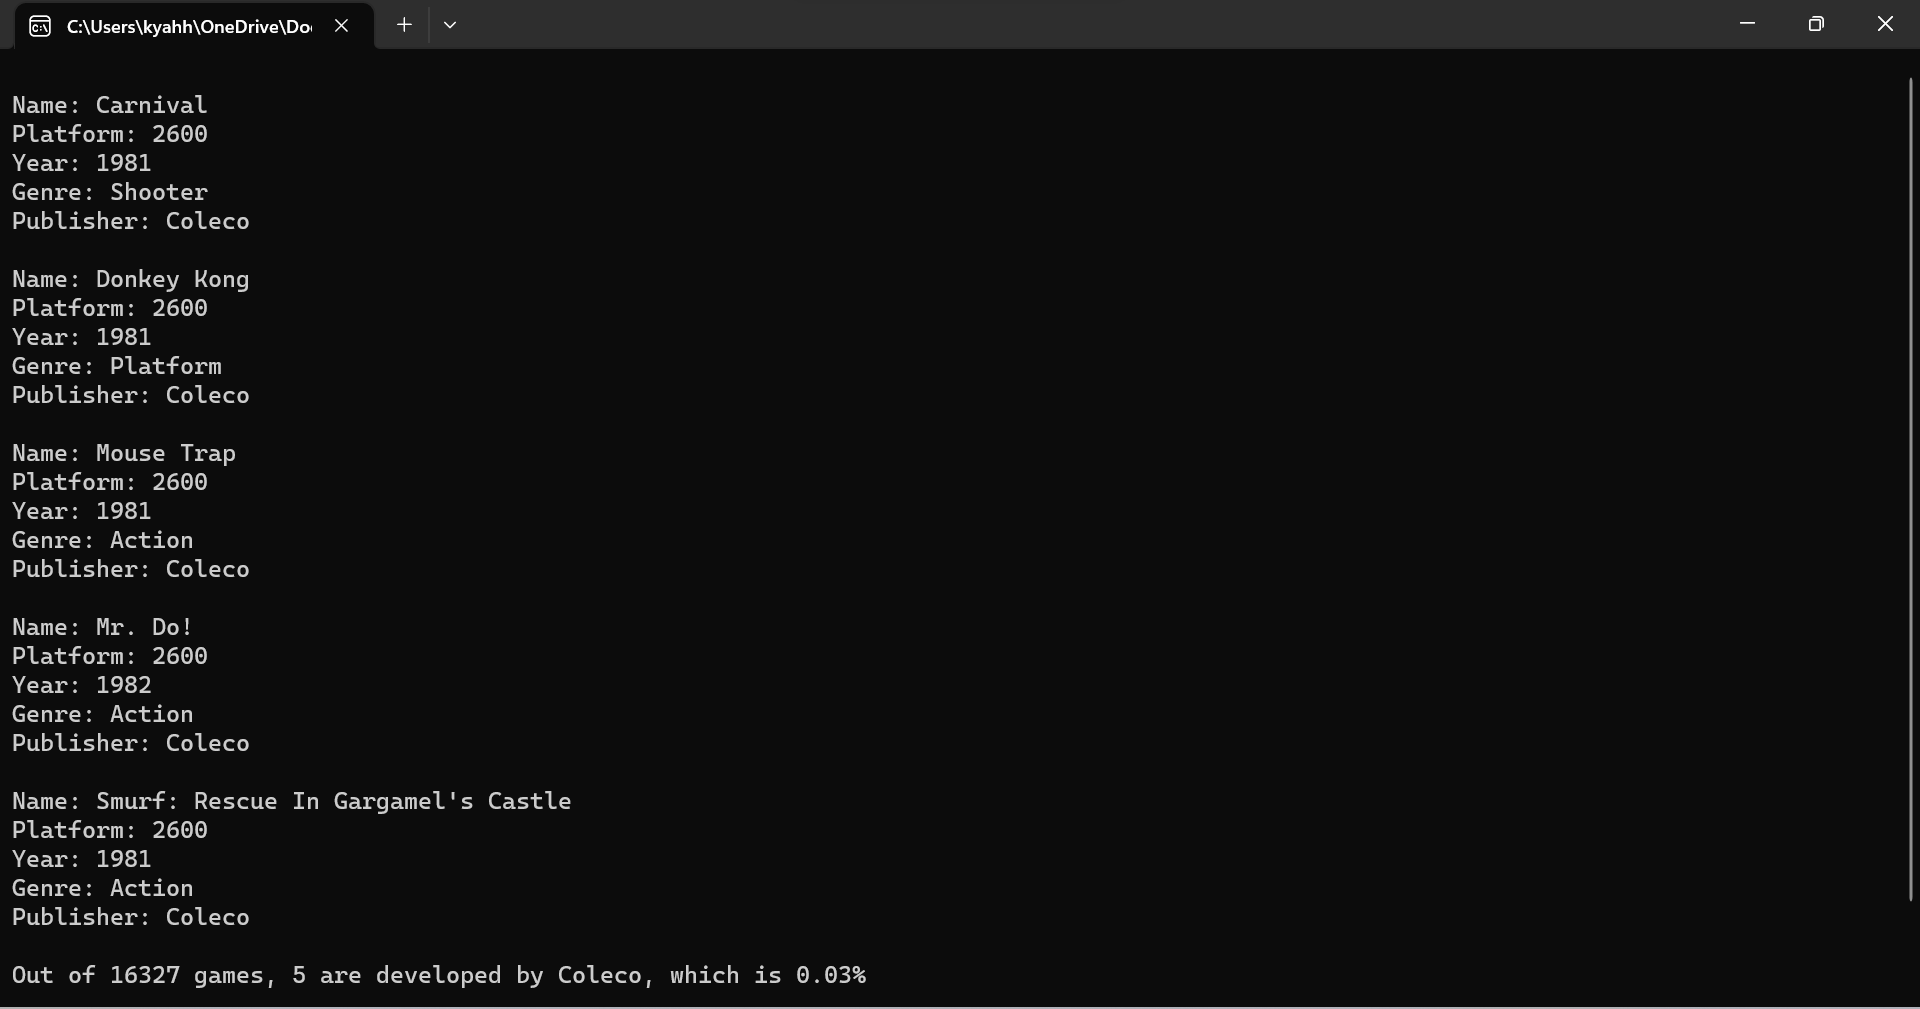 C:\Users\kyahh\OneDrive\Do
Name: Carnival
Platform: 2600
Year: 1981
Genre: Shooter
Publisher: Coleco
Name: Donkey Kong
Platform: 2600
Year: 1981
Genre: Platform
Publisher: Coleco
Name: Mouse Trap
Platform: 2600
Year: 1981
Genre: Action
Publisher: Coleco
Name: Mr. Do!
Platform: 2600
Year: 1982
Genre: Action
Publisher: Coleco
Name: Smurf: Rescue In Gargamel's Castle
Platform: 2600
Year: 1981
Genre: Action
Publisher: Coleco
Out of 16327 games, 5 are developed by Coleco, which is 0.03%